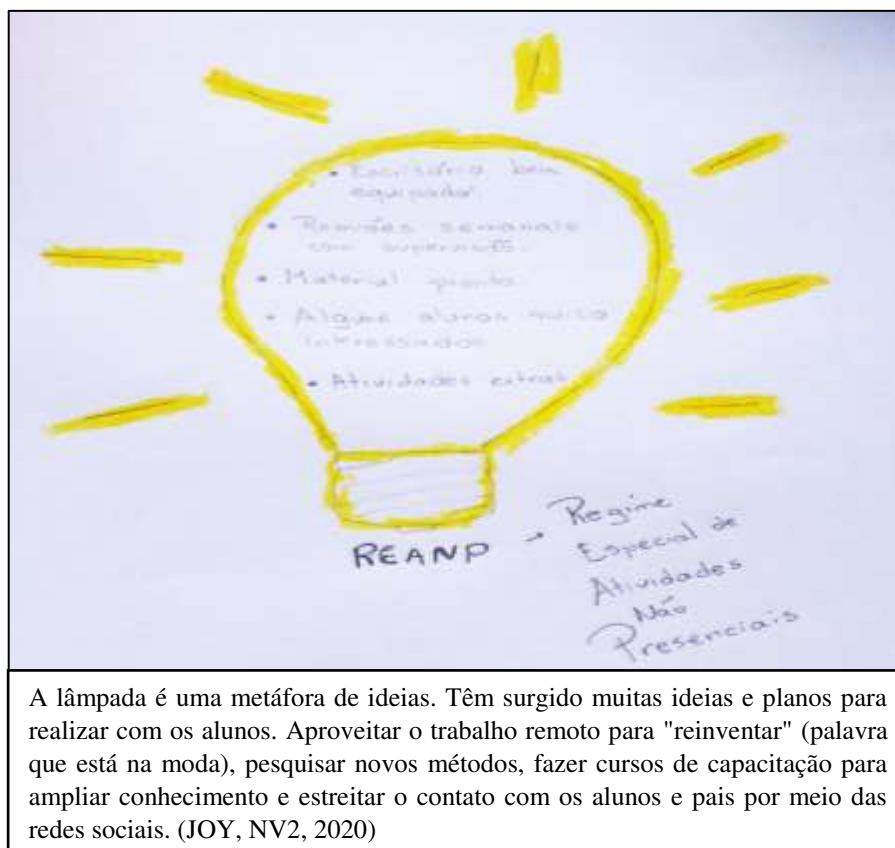 • Escritório bem
equipado.
• Reuniões semanais
com supervisão.
• Material pronto
• Alguns alunos muito
interessados
• Atividades extras
REANP → Regime
Especial de
Atividades
Não
Presenciais
A lâmpada é uma metáfora de ideias. Têm surgido muitas ideias e planos para
realizar com os alunos. Aproveitar o trabalho remoto para "reinventar" (palavra
que está na moda), pesquisar novos métodos, fazer cursos de capacitação para
ampliar conhecimento e estreitar o contato com os alunos e pais por meio das
redes sociais. (JOY, NV2, 2020)